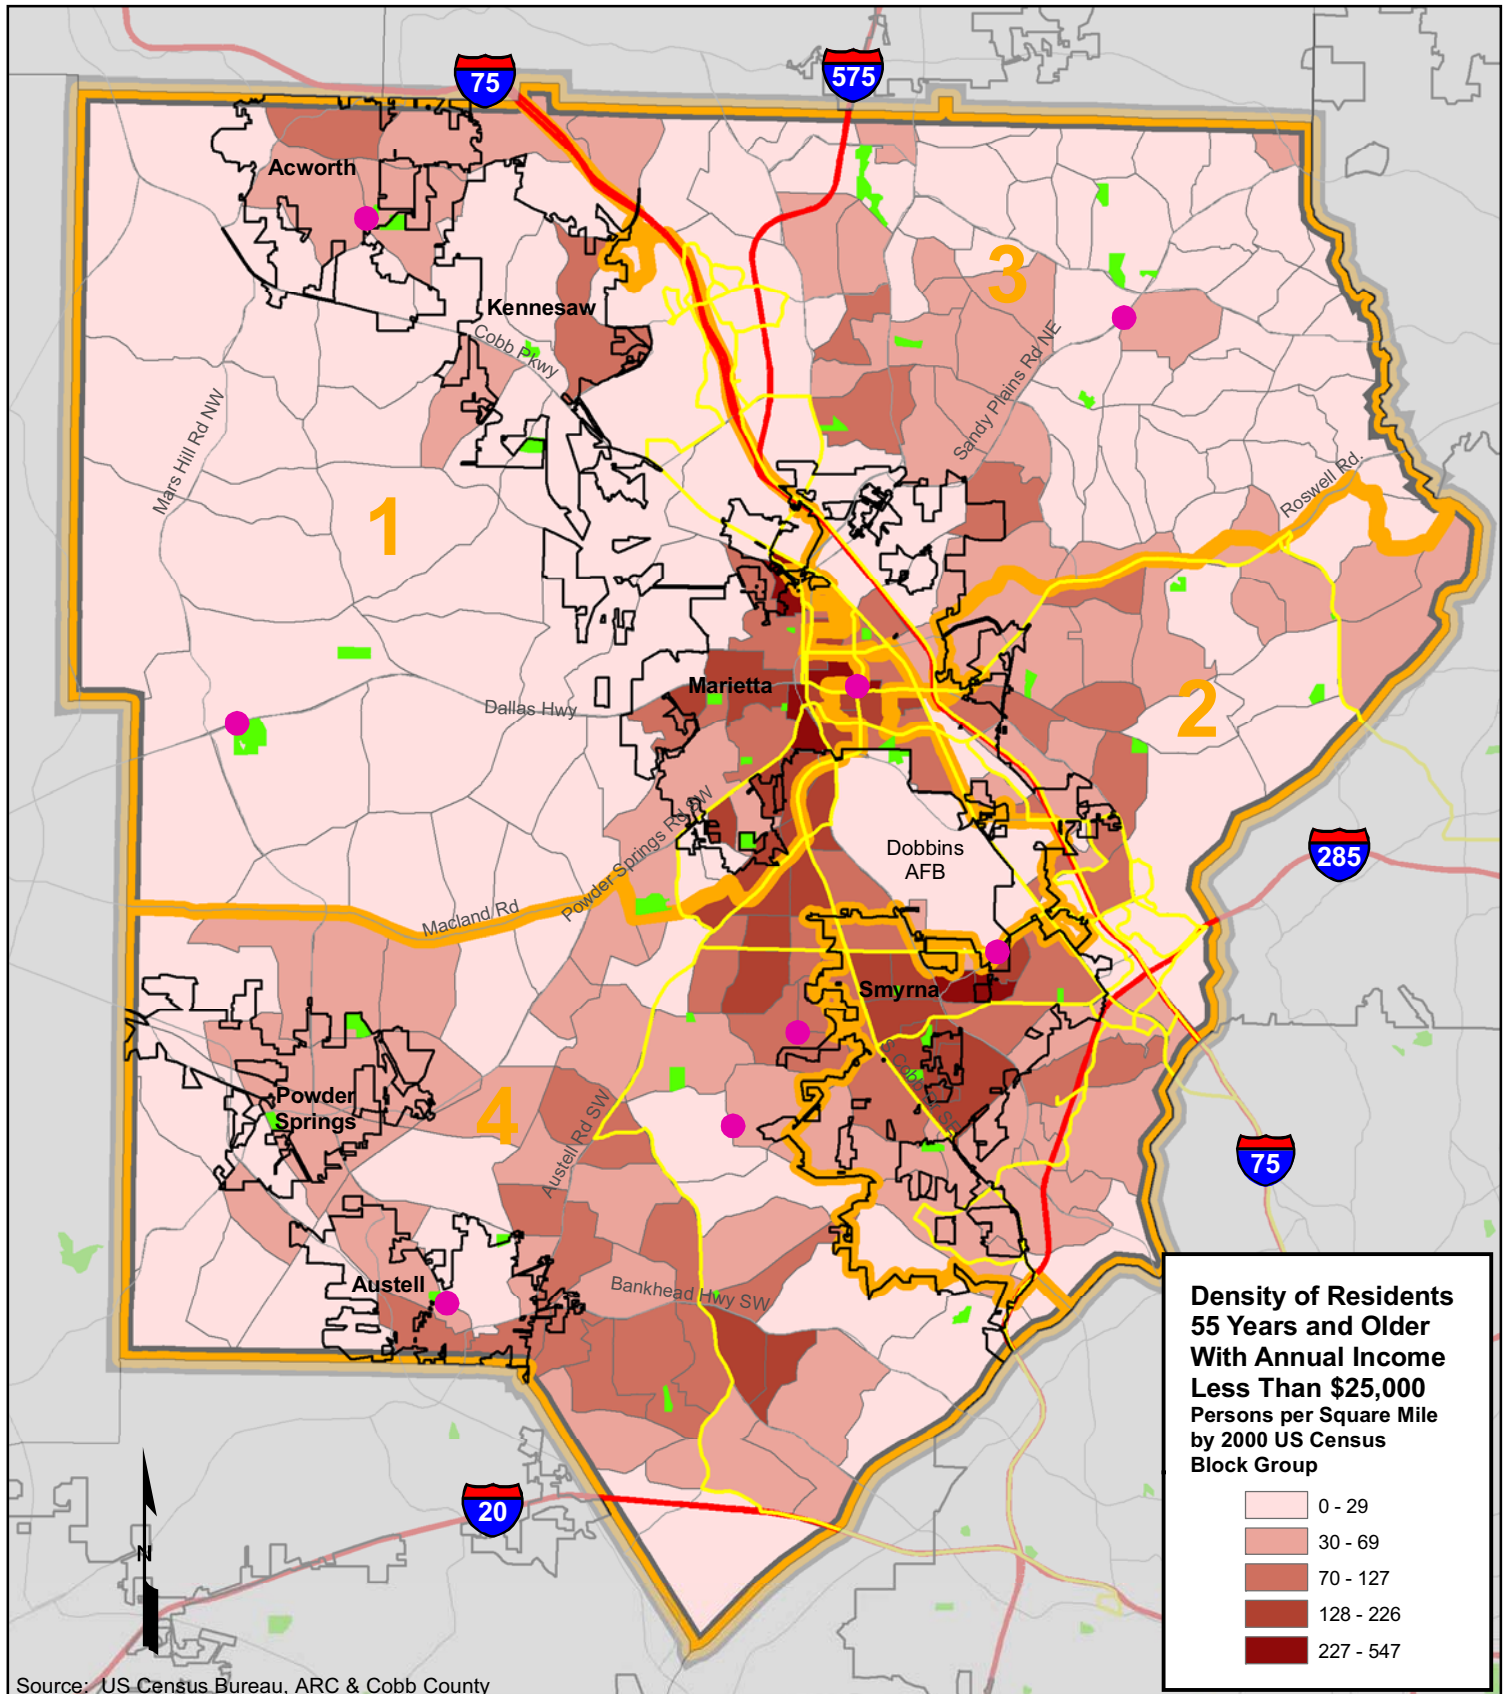 75
575
Acworth
3
Kennesaw
Cobb Pkwy
Sandy Plains Rd NE
Mars Hill Rd NW
Roswell Rd.
1
Marietta
2
Dallas Hwy
Powder Springs Rd SW
Dobbins
AFB
285
Macland Rd
Smyrna
S Cobb Dr SE
Powder
Springs
4
Austell Rd SW
75
Austell
Bankhead Hwy SW
Density of Residents
55 Years and Older
With Annual Income
Less Than $25,000
Persons per Square Mile
by 2000 US Census
Block Group
0 - 29
30 - 69
70 - 127
128 - 226
227 - 547
20
N
Source: US Census Bureau, ARC & Cobb County